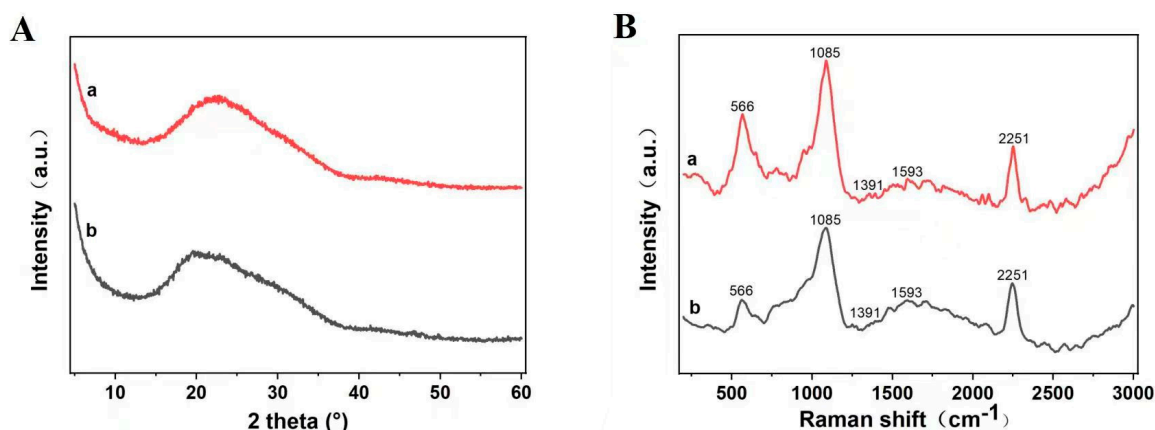 A
Intensity（a.u.）
a
b
10 20 30 40 50 60
2 theta (°)
B
Intensity（a.u.）
1085
566
2251
a
1391
1593
1085
2251
566
1593
b
1391
500 1000 1500 2000 2500 3000
Raman shift（cm-1）